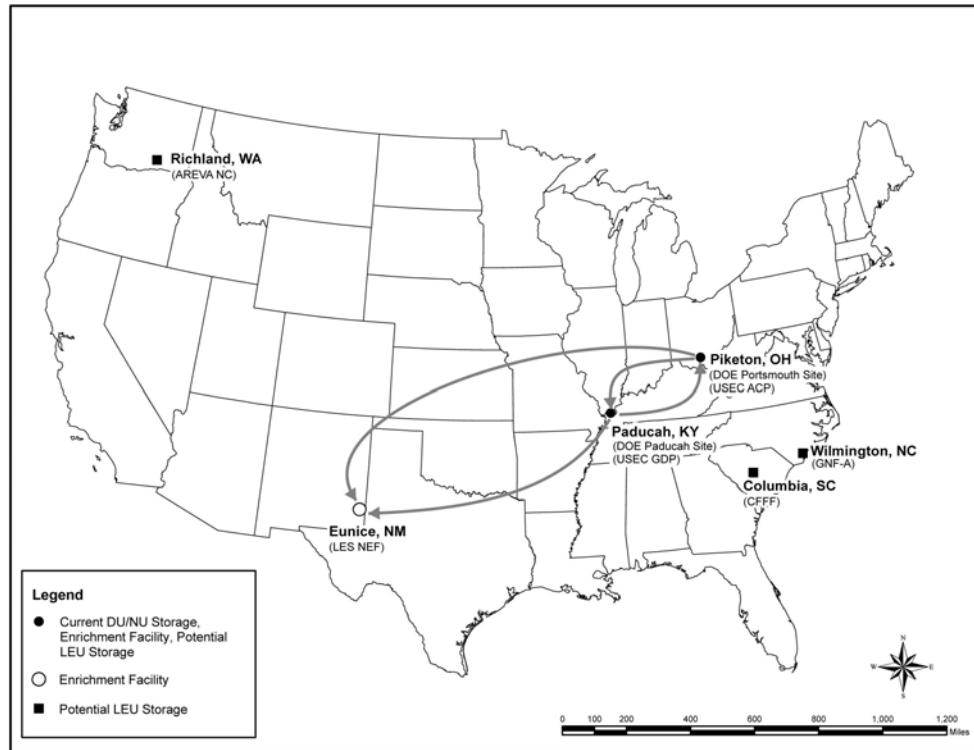 Richland, WA
(AREVA NC)
Piketon, OH
(DOE Portsmouth Site)
(USEC ACP)
Paducah, KY
(DOE Paducah Site)
(USEC GDP)
Wilmington, NC
(GNF-A)
Columbia, SC
(CFFF)
Eunice, NM
(LES NEF)
Legend
Current DU/NU Storage,
Enrichment Facility, Potential
LEU Storage
Enrichment Facility
Potential LEU Storage
N
W E
S
0 100 200 400 600 800 1,000 1,200
Miles